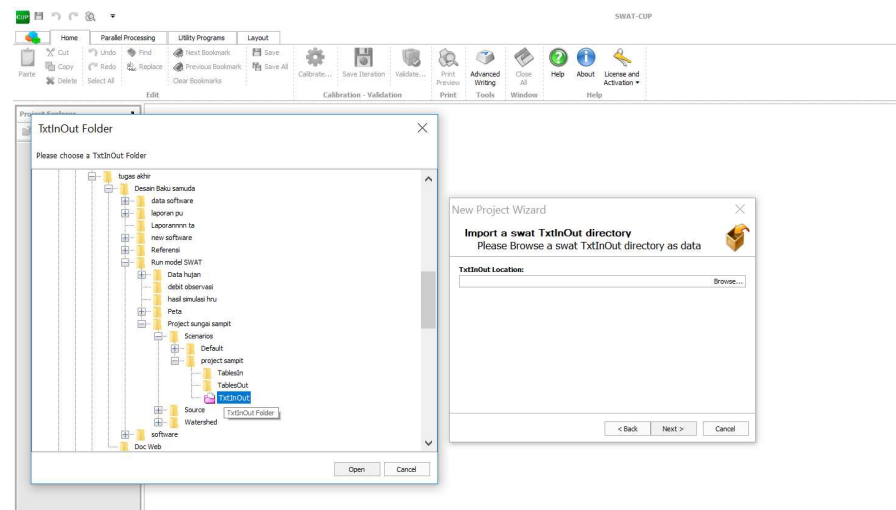 CUP
SWAT-CUP
Home Parallel Processing Utility Programs Layout
Paste
Cut
Copy
Delete
Undo
Redo
Select All
Find
Replace
Next Bookmark
Previous Bookmark
Clear Bookmarks
Save
Save All
Calibrate...
Save Iteration
Validate...
Print Preview
Advanced Writing
Close All
Help
About
License and Activation
Edit
Calibration - Validation
Print
Tools
Window
Help
TxtInOut Folder
Please choose a TxtInOut Folder
tugas akhir
Desain Baku samuda
data software
laporan pu
Laporannnn ta
new software
Referensi
Run model SWAT
Data hujan
debit observasi
hasil simulasi hru
Peta
Project sungai sampit
Scenarios
Default
project sampit
TablesIn
TablesOut
TxtInOut
Source
TxtInOut Folder
Watershed
software
Doc Web
Open Cancel
New Project Wizard
Import a swat TxtInOut directory
Please Browse a swat TxtInOut directory as data
TxtInOut Location:
Browse...
< Back Next > Cancel